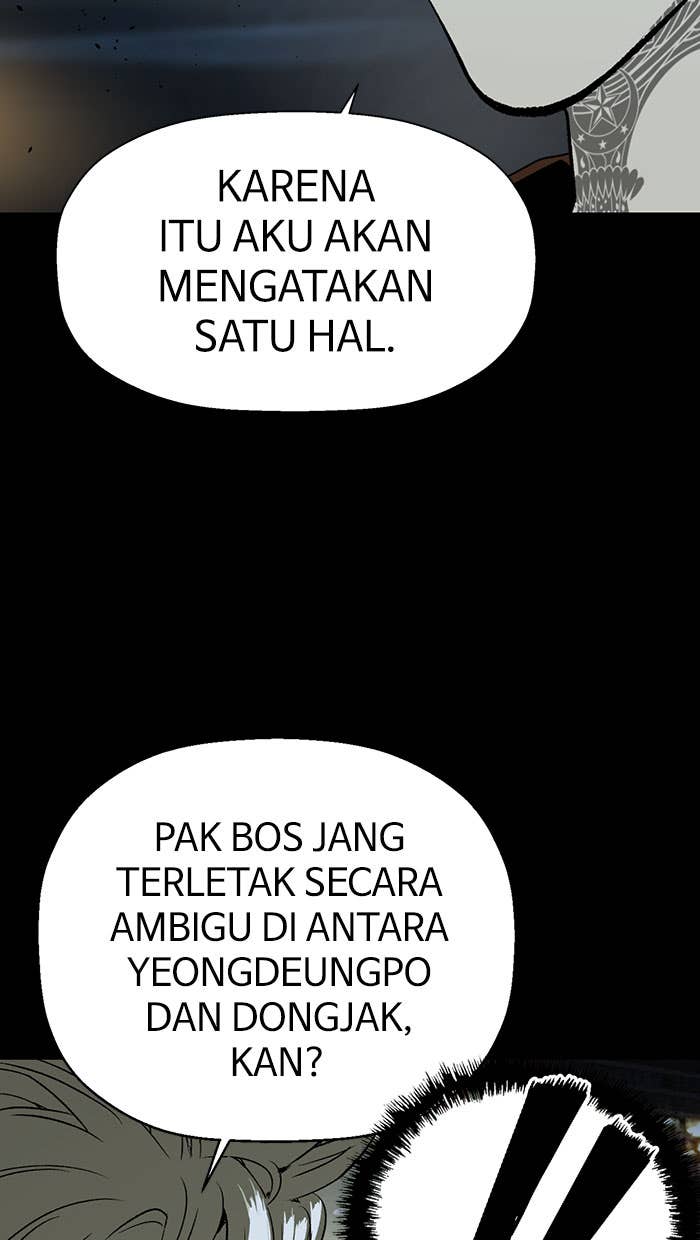 KARENA
ITU AKU AKAN
MENGATAKAN
SATU HAL.
PAK BOS JANG
TERLETAK SECARA
AMBIGU DI ANTARA
YEONGDEUNGPO
DAN DONGJAK,
KAN?